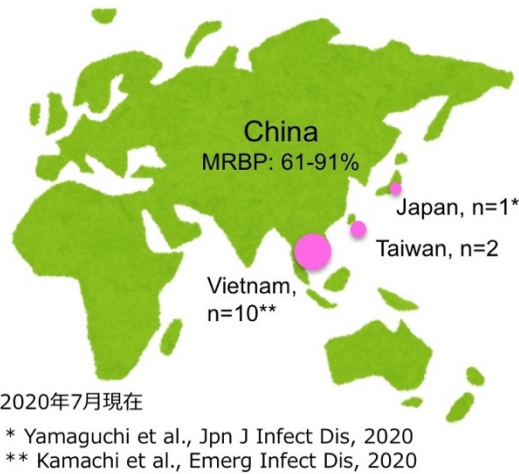 China
MRBP: 61-91%
Japan, n=1*
Taiwan, n=2
Vietnam,
n=10**
2020年7月現在
* Yamaguchi et al., Jpn J Infect Dis, 2020
** Kamachi et al., Emerg Infect Dis, 2020